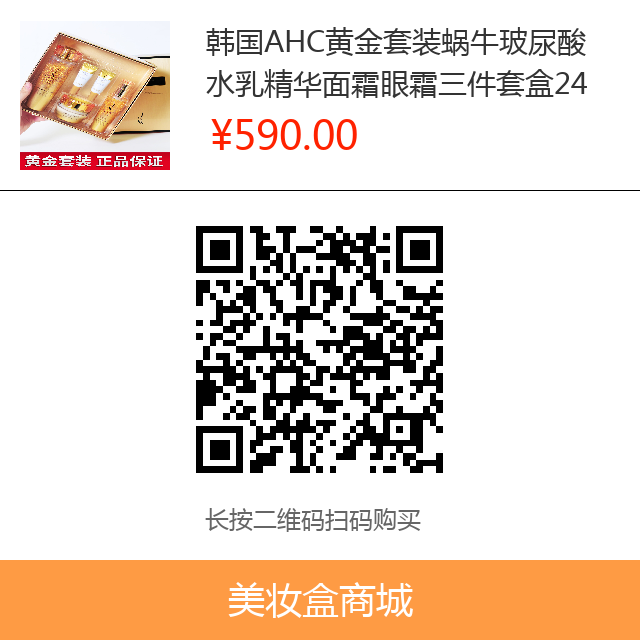 韩国AHC黄金套装蜗牛玻尿酸
水乳精华面霜眼霜三件套盒24
¥590.00
黄金套装 正品保证
长按二维码扫码购买
美妆盒商城